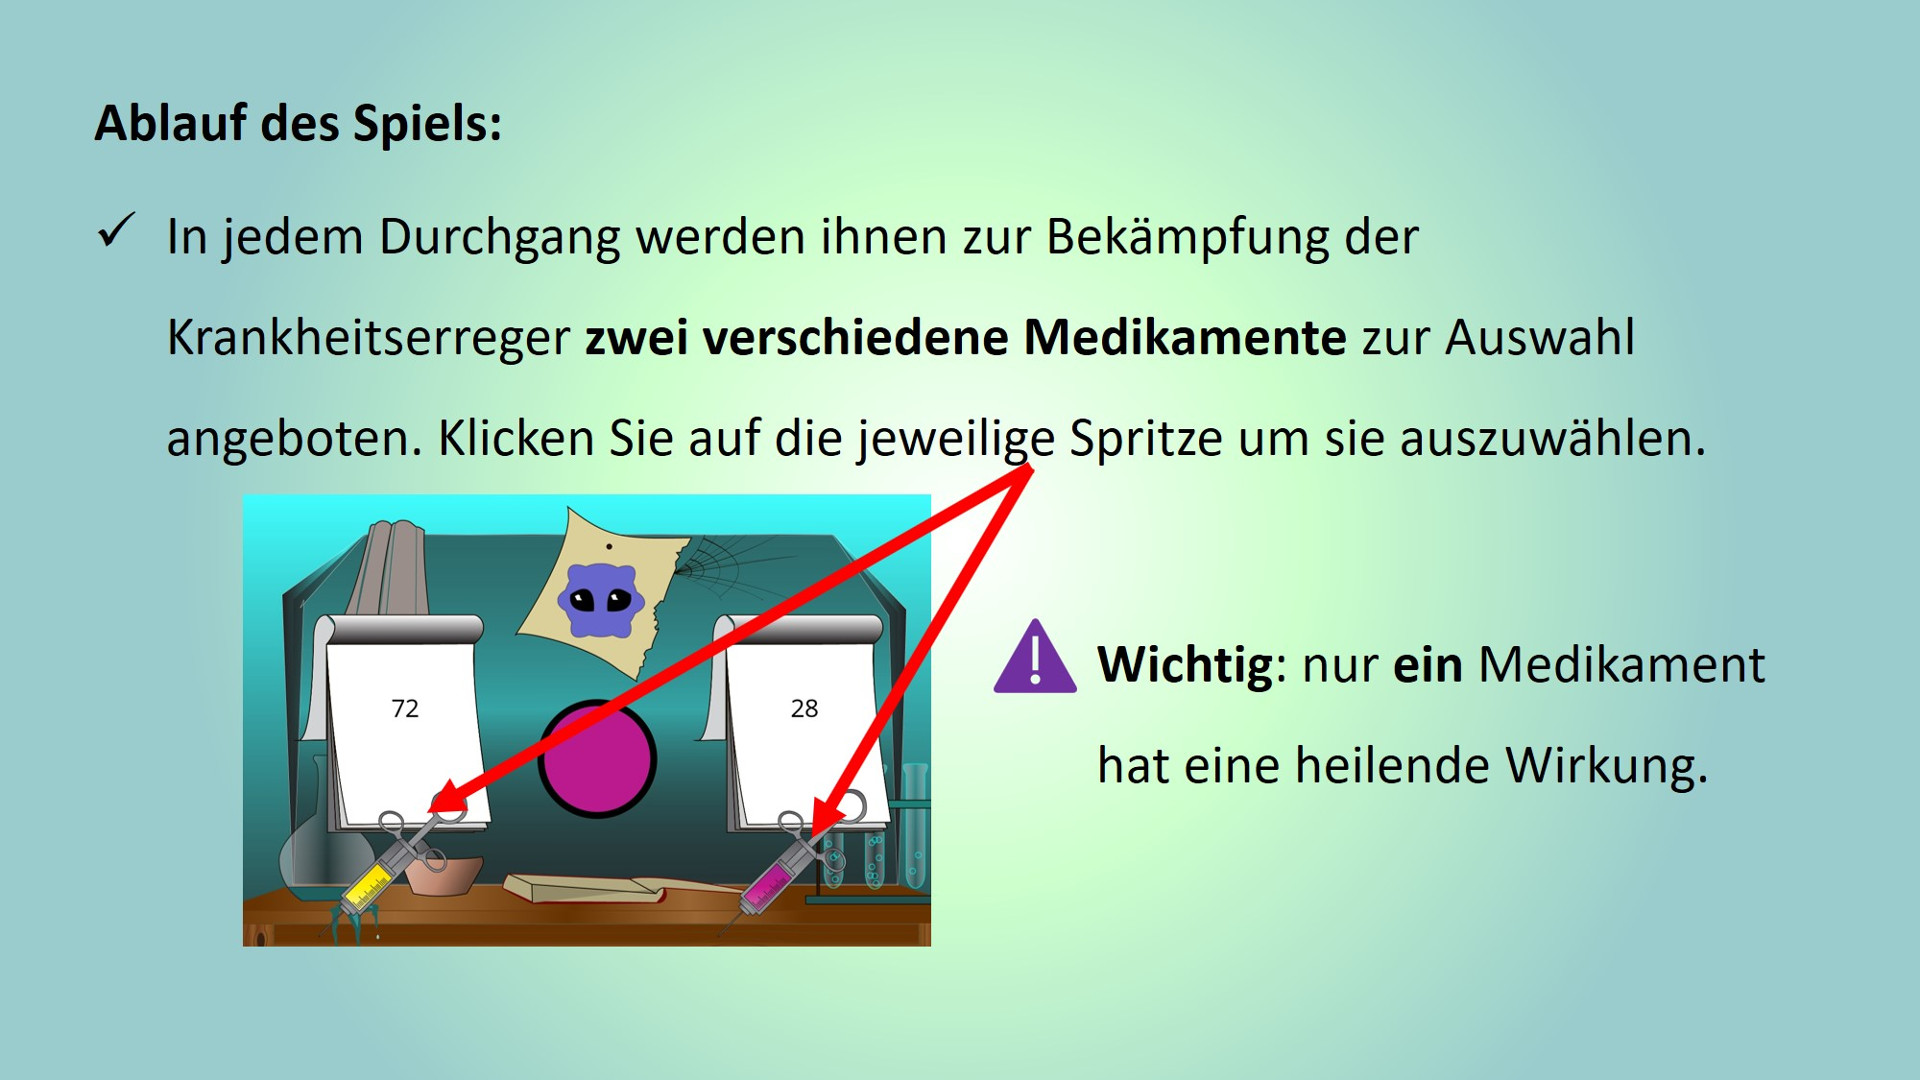 Ablauf des Spiels:
✓ In jedem Durchgang werden ihnen zur Bekämpfung der
Krankheitserreger zwei verschiedene Medikamente zur Auswahl
angeboten. Klicken Sie auf die jeweilige Spritze um sie auszuwählen.
72
28
Wichtig: nur ein Medikament
hat eine heilende Wirkung.